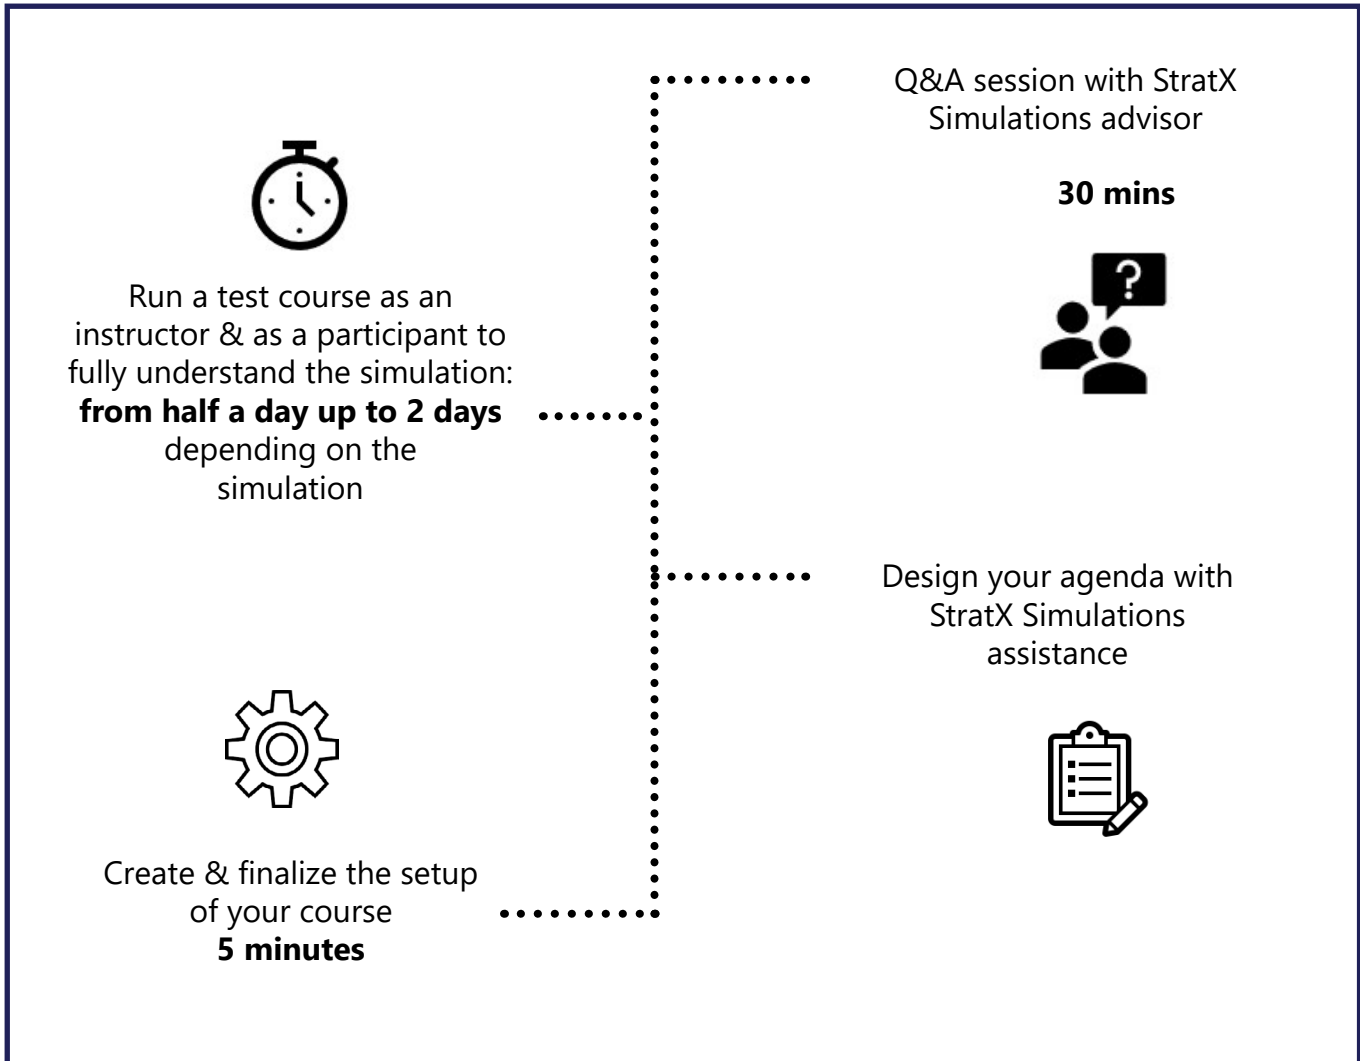 Q&A session with StratX
Simulations advisor
30 mins
?
Run a test course as an
instructor & as a participant to
fully understand the simulation:
from half a day up to 2 days
depending on the
simulation
Design your agenda with
StratX Simulations
assistance
Create & finalize the setup
of your course
5 minutes